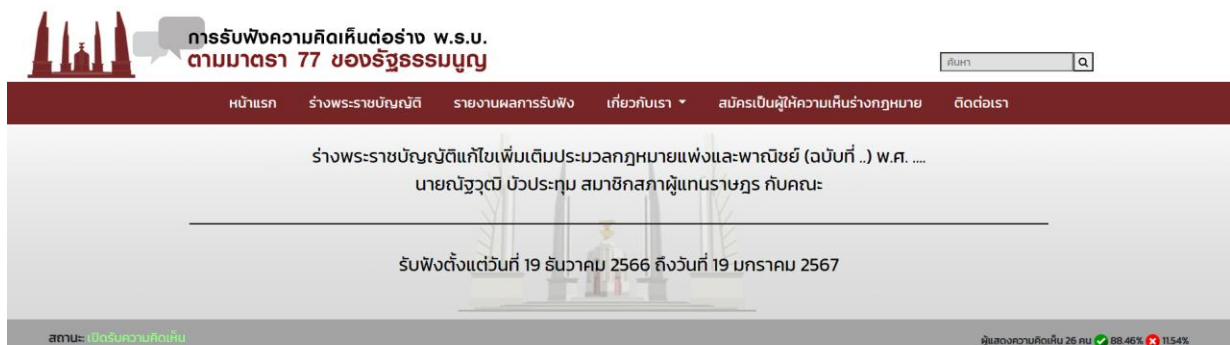 การรับฟังความคิดเห็นต่อร่าง พ.ร.บ.
ตามมาตรา 77 ของรัฐธรรมนูญ
ค้นหา
หน้าแรก ร่างพระราชบัญญัติ รายงานผลการรับฟัง เกี่ยวกับเรา สมัครเป็นผู้ให้ความเห็นร่างกฎหมาย ติดต่อเรา
ร่างพระราชบัญญัติแก้ไขเพิ่มเติมประมวลกฎหมายแพ่งและพาณิชย์ (ฉบับที่ ..) พ.ศ. ....
นายณัฐวุฒิ บัวประทุม สมาชิกสภาผู้แทนราษฎร กับคณะ
รับฟังตั้งแต่วันที่ 19 ธันวาคม 2566 ถึงวันที่ 19 มกราคม 2567
สถานะ: เปิดรับความคิดเห็น ผู้แสดงความคิดเห็น 26 คน 88.46% 11.54%